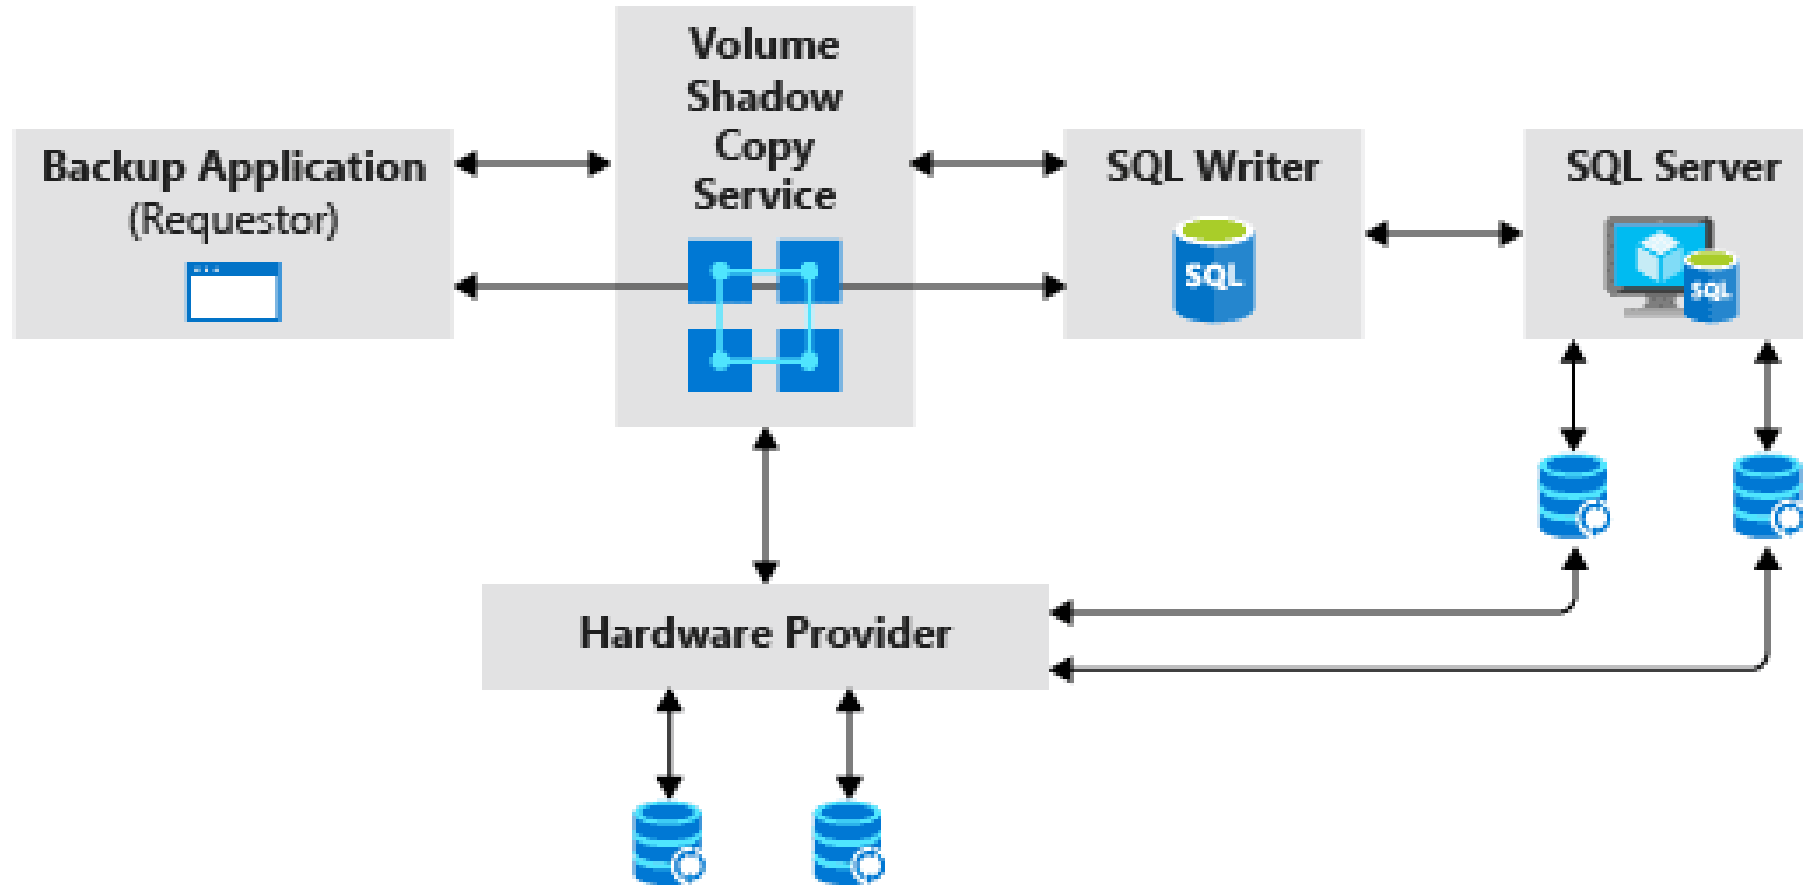 Volume
Shadow
Copy
Service
Backup Application
(Requestor)
SQL Writer
SQL
SQL Server
SQL
Hardware Provider